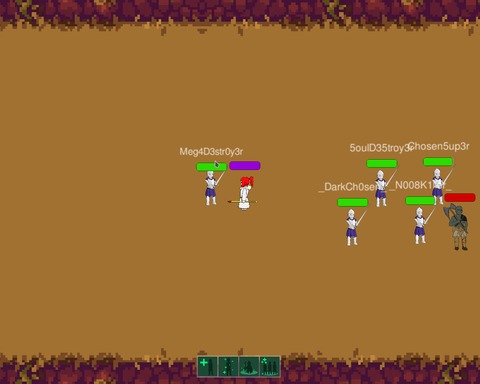 Meg4D3str0y3r
5oulD35troy3r
Chosen5up3r
_DarkCh0sen
_N008K1